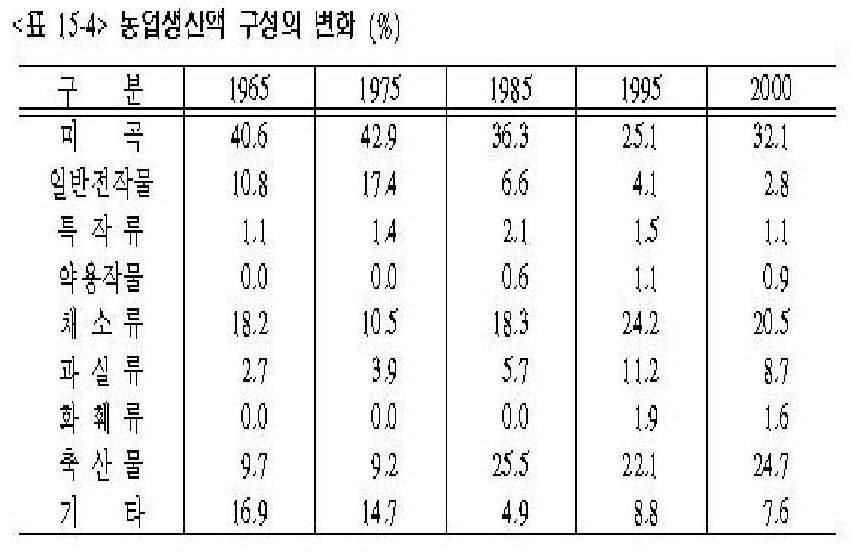 <표 15-4> 농업생산액 구성의 변화 (%)
구 분 1965 1975 1985 1995 2000
미 곡 40.6 42.9 36.3 25.1 32.1
일반전작물 10.8 17.4 6.6 4.1 2.8
특 작 류 1.1 1.4 2.1 1.5 1.1
약용작물 0.0 0.0 0.6 1.1 0.9
채 소 류 18.2 10.5 18.3 24.2 20.5
과 실 류 2.7 3.9 5.7 11.2 8.7
화 훼 류 0.0 0.0 0.0 1.9 1.6
축 산 물 9.7 9.2 25.5 22.1 24.7
기 타 16.9 14.7 4.9 8.8 7.6